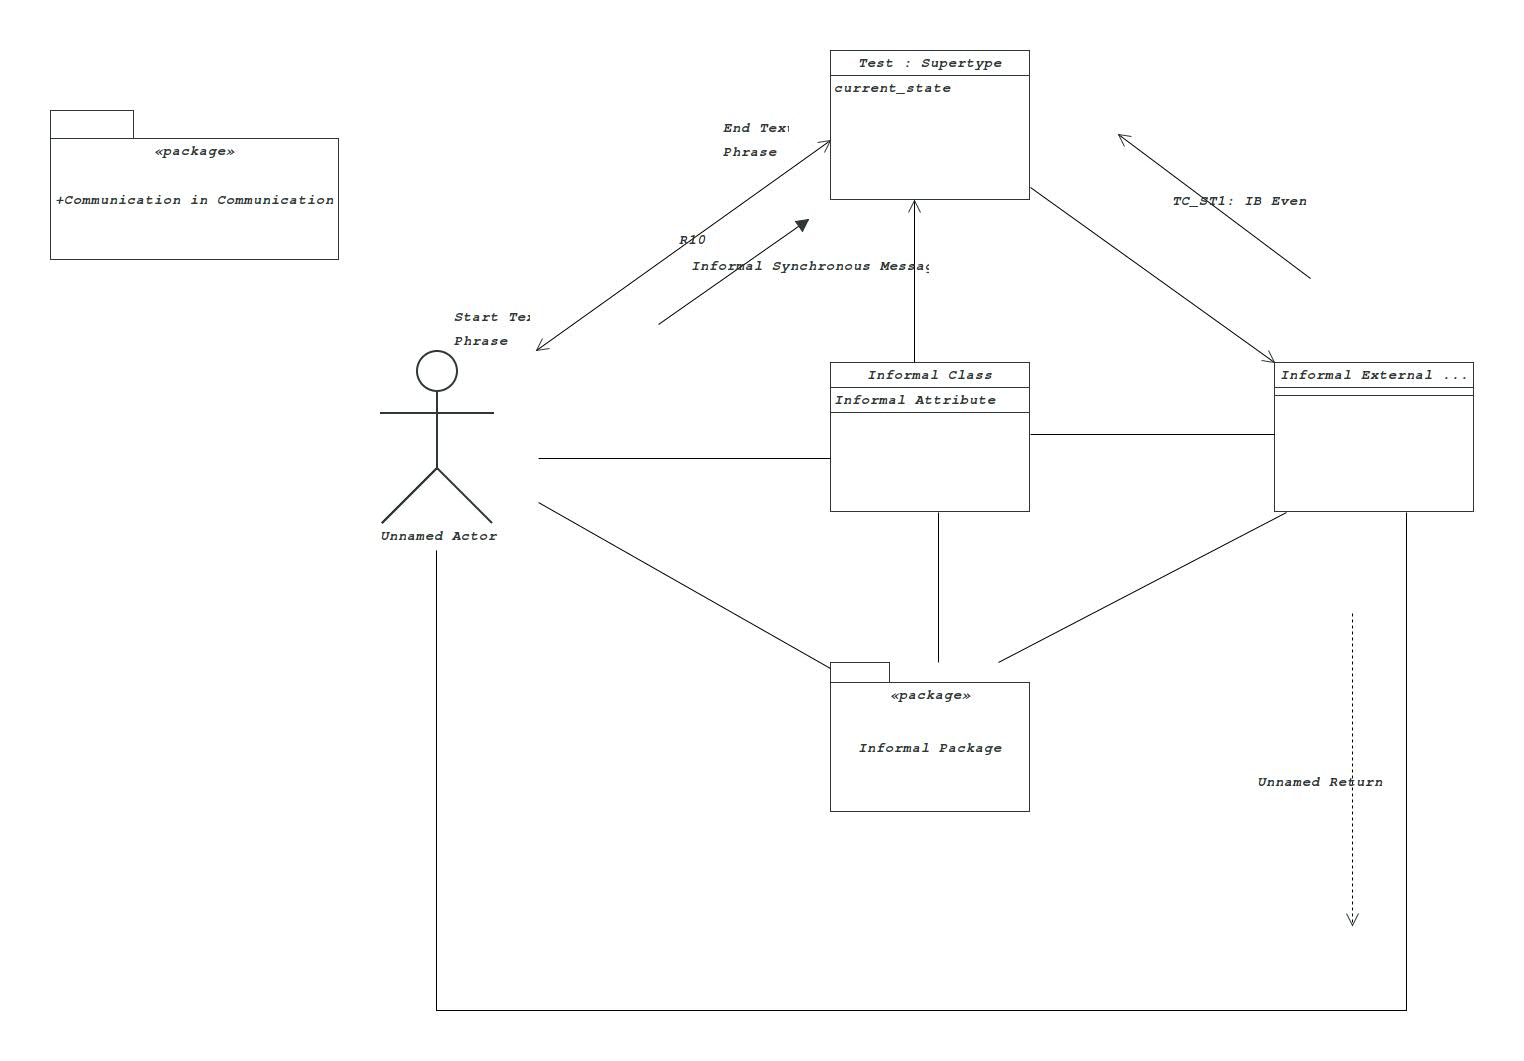 Test : Supertype
current_state
End Tex
Phrase
«package»
+Communication in Communication
TC_ST1: IB Even
R10
Informal Synchronous Messag
Start Te
Phrase
Informal Class
Informal Attribute
Informal External ...
Unnamed Actor
«package»
Informal Package
Unnamed Return